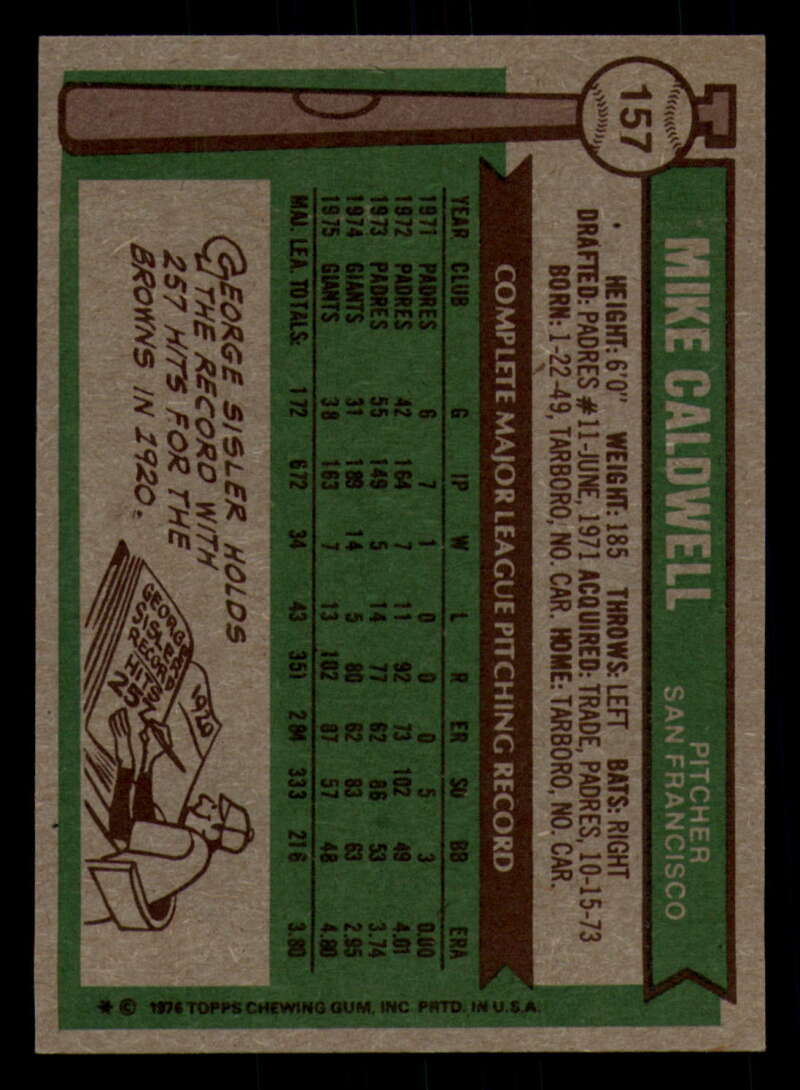 157
MIKE CALDWELL
PITCHER
SAN FRANCISCO
HEIGHT: 6'0" WEIGHT: 185 THROWS: LEFT BATS: RIGHT
DRAFTED: PADRES #11-JUNE, 1971 ACQUIRED: TRADE, PADRES, 10-15-73
BORN: 1-22-49, TARBORO, NO. CAR. HOME: TARBORO, NO. CAR.
COMPLETE MAJOR LEAGUE PITCHING RECORD
YEAR CLUB G IP W L R ER SO BB ERA
1971 PADRES 6 7 1 0 0 0 5 3 0.00
1972 PADRES 42 164 7 11 92 73 102 49 4.01
1973 PADRES 55 149 5 14 77 62 86 53 3.74
1974 GIANTS 31 189 14 5 80 62 83 63 2.95
1975 GIANTS 38 163 7 13 102 87 57 48 4.80
MAJ. LEA. TOTALS: 172 672 34 43 351 284 333 216 3.80
GEORGE SISLER HOLDS
THE RECORD WITH
257 HITS FOR THE
BROWNS IN 1920.
1920
GEORGE
SISLER
RECORD
HITS
257
* © 1976 TOPPS CHEWING GUM, INC. PRTD. IN U.S.A.